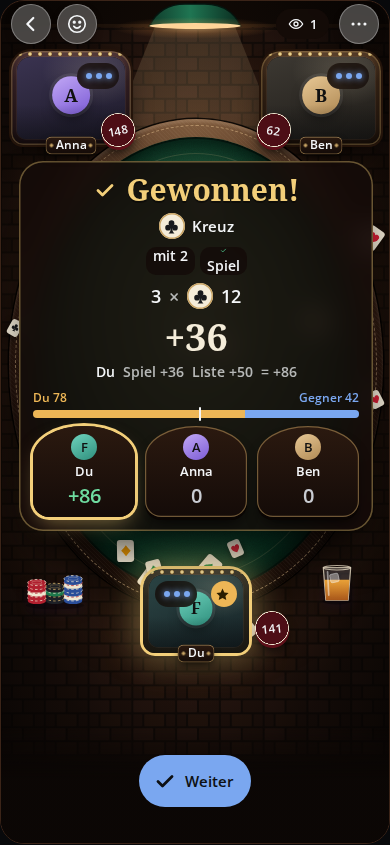 1
A
B
148
62
Anna
Ben
Gewonnen!
Kreuz
mit 2
Spiel
3 × 12
+36
Du Spiel +36 Liste +50 = +86
Du 78
Gegner 42
F
A
B
Du
Anna
Ben
+86
0
0
F
141
Du
Weiter